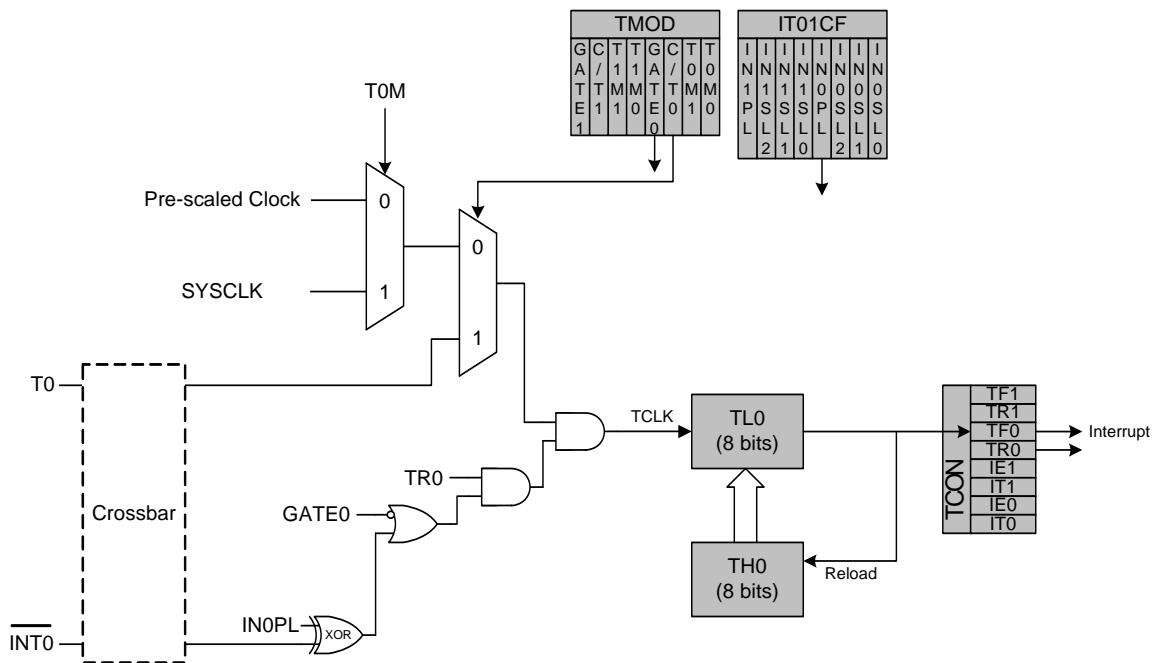 TMOD
GATE1
C/T1
T1M1
T1M0
GATE0
C/T0
T0M1
T0M0
IT01CF
IN1PL
IN1SL2
IN1SL1
IN1SL0
IN0PL
IN0SL2
IN0SL1
IN0SL0
T0M
Pre-scaled Clock
0
SYSCLK
1
0
1
T0
Crossbar
INT0
TR0
GATE0
IN0PL
XOR
TCLK
TL0
(8 bits)
TH0
(8 bits)
Reload
TCON
TF1
TR1
TF0
TR0
IE1
IT1
IE0
IT0
Interrupt